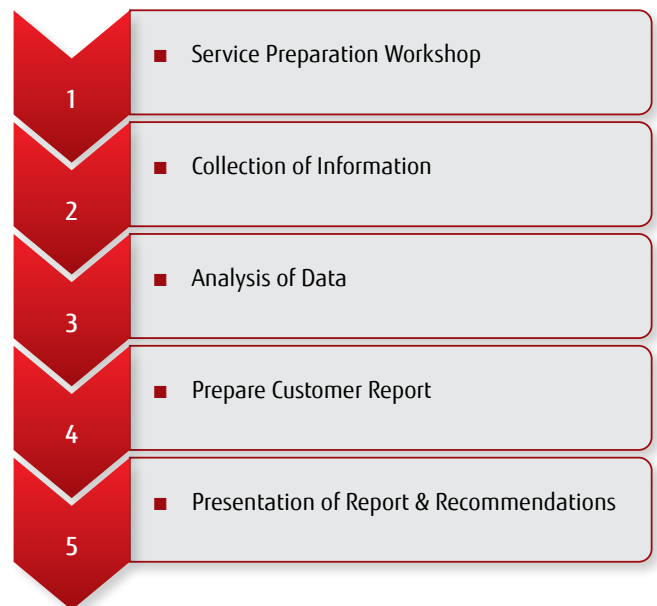 1
■ Service Preparation Workshop
2
■ Collection of Information
3
■ Analysis of Data
4
■ Prepare Customer Report
5
■ Presentation of Report & Recommendations